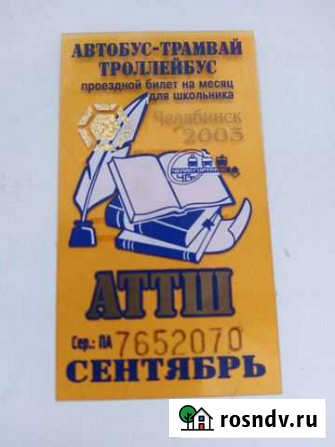 АВТОБУС-ТРАМВАЙ
ТРОЛЛЕЙБУС
проездной билет на месяц
для школьника
Челябинск
2003
АТТШ
Сер.: ПА 7652070
СЕНТЯБРЬ
rosndv.ru